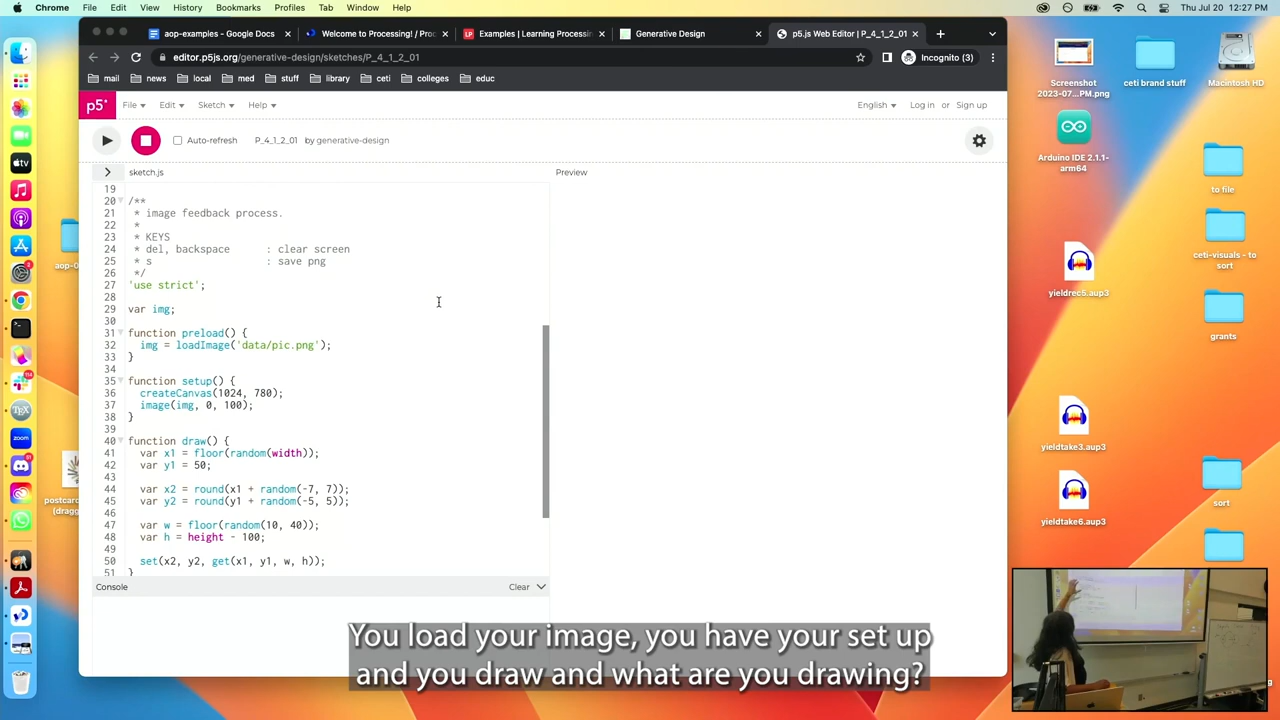 Chrome File Edit View History Bookmarks Profiles Tab Window Help
Thu Jul 20 12:27 PM
aop-examples - Google Docs
Welcome to Processing! / Proc
Examples | Learning Processin
Generative Design
p5.js Web Editor | P_4_1_2_01
editor.p5js.org/generative-design/sketches/P_4_1_2_01
Incognito (3)
mail news local med stuff library ceti colleges educ
p5*
File Edit Sketch Help
English Log in or Sign up
Auto-refresh
P_4_1_2_01 by generative-design
sketch.js
Preview
19
20 /**
21 * image feedback process.
22 *
23 * KEYS
24 * del, backspace : clear screen
25 * s : save png
26 */
27 'use strict';
28
29 var img;
30
31 function preload() {
32 img = loadImage('data/pic.png');
33 }
34
35 function setup() {
36 createCanvas(1024, 780);
37 image(img, 0, 100);
38 }
39
40 function draw() {
41 var x1 = floor(random(width));
42 var y1 = 50;
43
44 var x2 = round(x1 + random(-7, 7));
45 var y2 = round(y1 + random(-5, 5));
46
47 var w = floor(random(10, 40));
48 var h = height - 100;
49
50 set(x2, y2, get(x1, y1, w, h));
51 }
Console
Clear
Screenshot
2023-07...PM.png
ceti brand stuff
Macintosh HD
Arduino IDE 2.1.1-
arm64
to file
ceti-visuals - to
sort
yieldrec5.aup3
grants
yieldtake3.aup3
sort
yieldtake6.aup3
aop-0
postcar
(dragg
tv
TEX
zoom
You load your image, you have your set up
and you draw and what are you drawing?